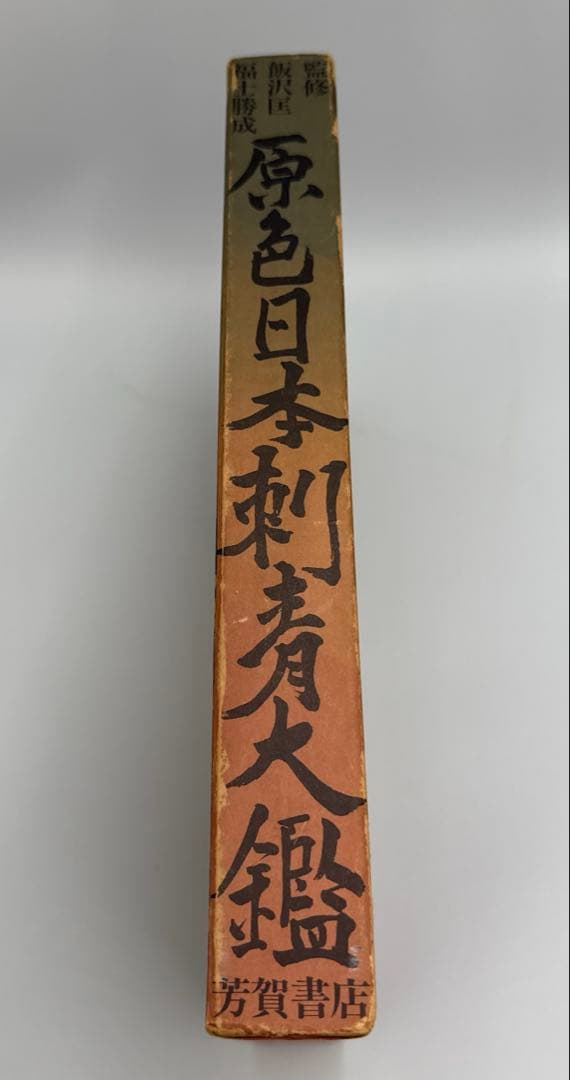 監修
飯沢匡
福士勝成
原色日本刺青大鑑
芳賀書店